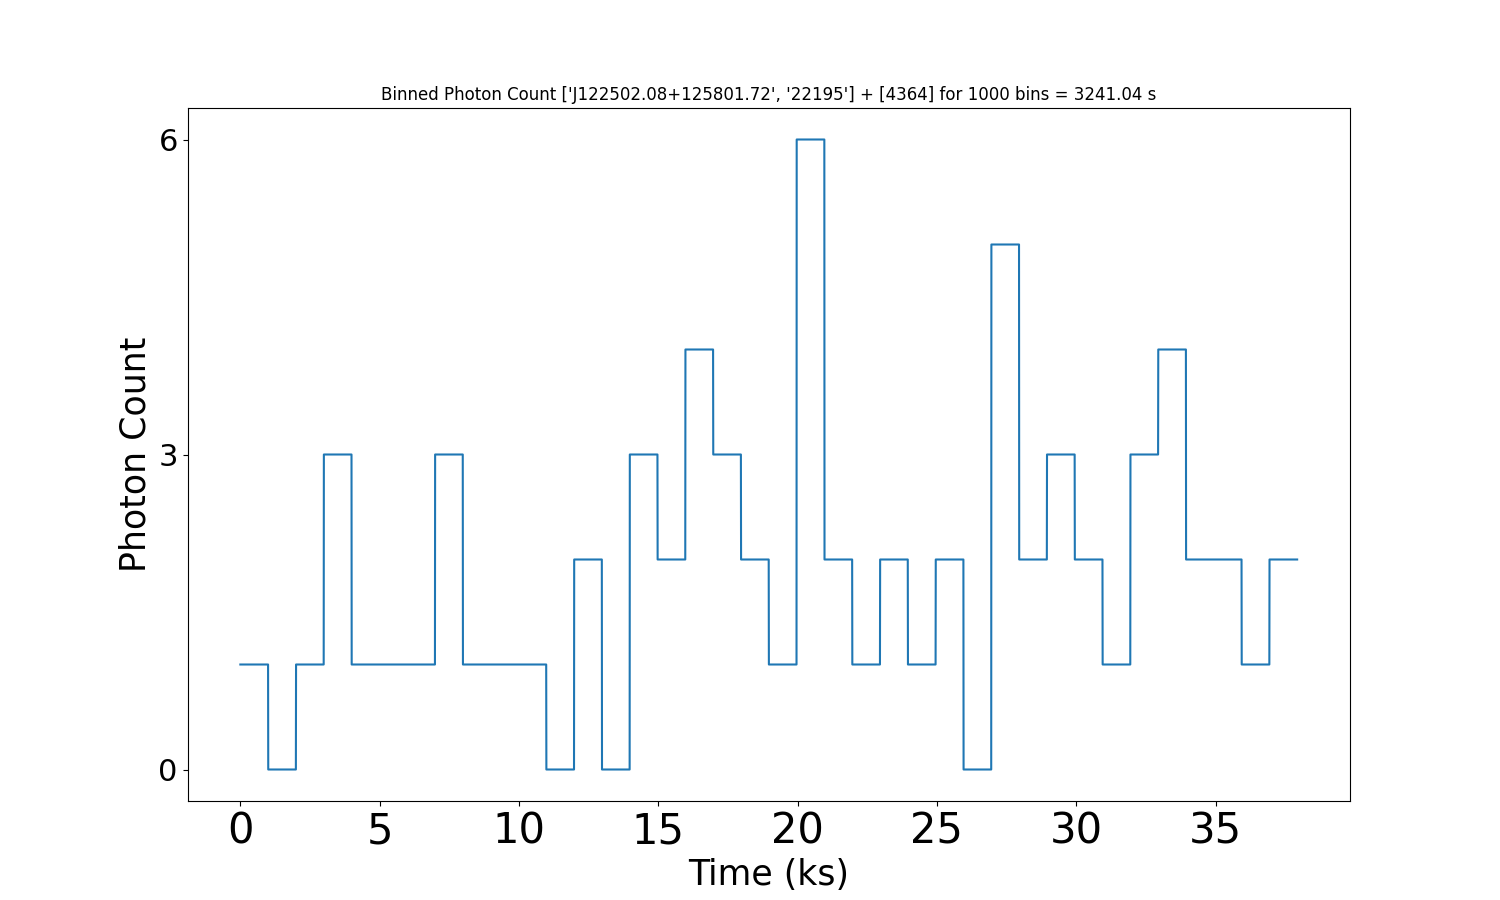 Binned Photon Count ['J122502.08+125801.72', '22195'] + [4364] for 1000 bins = 3241.04 s
6
3
0
Photon Count
0 5 10 15 20 25 30 35
Time (ks)